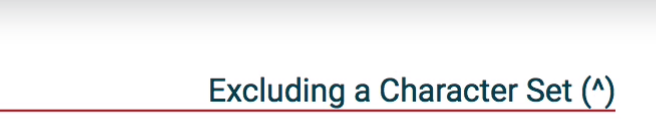 Excluding a Character Set (^)